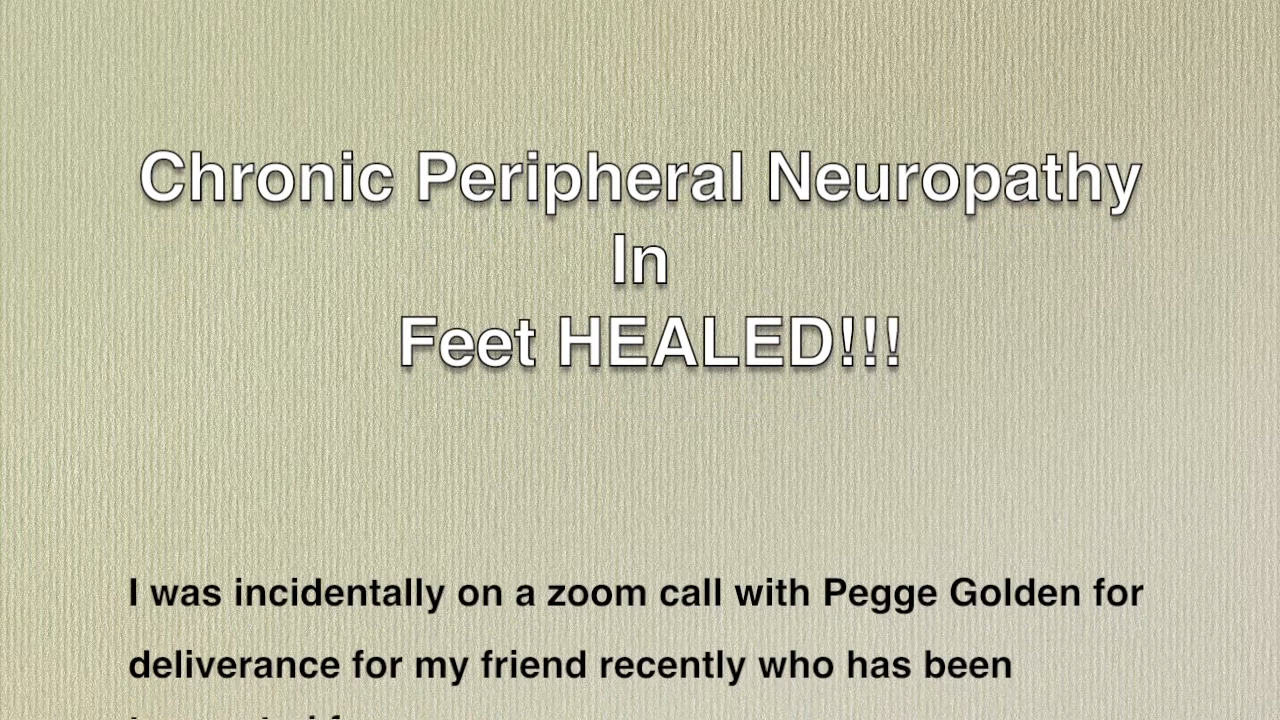 Chronic Peripheral Neuropathy
In
Feet HEALED!!!
I was incidentally on a zoom call with Pegge Golden for
deliverance for my friend recently who has been